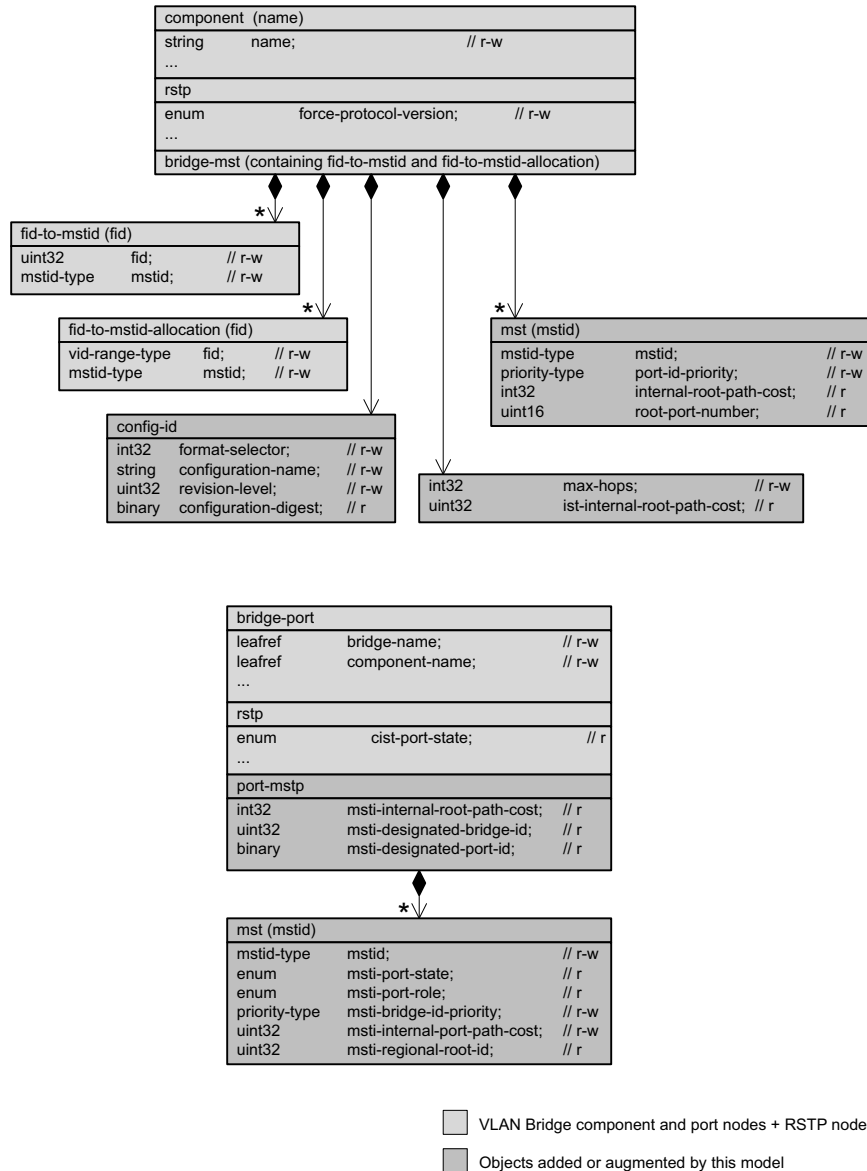 component (name)
string name; // r-w
...
rstp
enum force-protocol-version; // r-w
...
bridge-mst (containing fid-to-mstid and fid-to-mstid-allocation)
*
fid-to-mstid (fid)
uint32 fid; // r-w
mstid-type mstid; // r-w
*
fid-to-mstid-allocation (fid)
vid-range-type fid; // r-w
mstid-type mstid; // r-w
*
mst (mstid)
mstid-type mstid; // r-w
priority-type port-id-priority; // r-w
int32 internal-root-path-cost; // r
uint16 root-port-number; // r
config-id
int32 format-selector; // r-w
string configuration-name; // r-w
uint32 revision-level; // r-w
binary configuration-digest; // r
int32 max-hops; // r-w
uint32 ist-internal-root-path-cost; // r
bridge-port
leafref bridge-name; // r-w
leafref component-name; // r-w
...
rstp
enum cist-port-state; // r
...
port-mstp
int32 msti-internal-root-path-cost; // r
uint32 msti-designated-bridge-id; // r
binary msti-designated-port-id; // r
*
mst (mstid)
mstid-type mstid; // r-w
enum msti-port-state; // r
enum msti-port-role; // r
priority-type msti-bridge-id-priority; // r-w
uint32 msti-internal-port-path-cost; // r-w
uint32 msti-regional-root-id; // r
VLAN Bridge component and port nodes + RSTP node
Objects added or augmented by this model